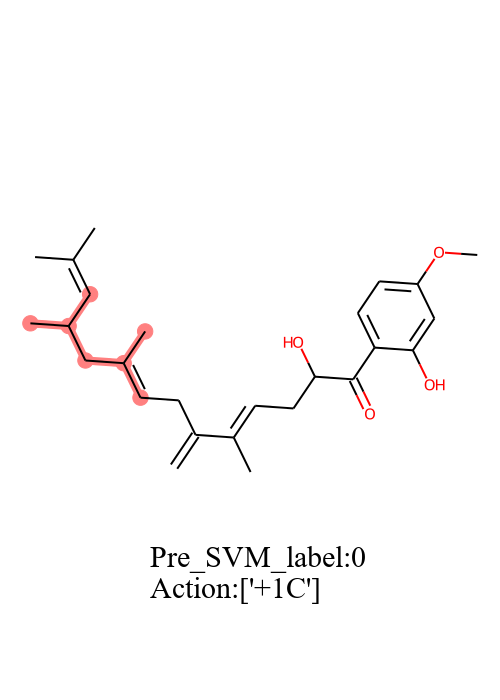 O
HO
OH
O
Pre_SVM_label:0
Action:['+1C']